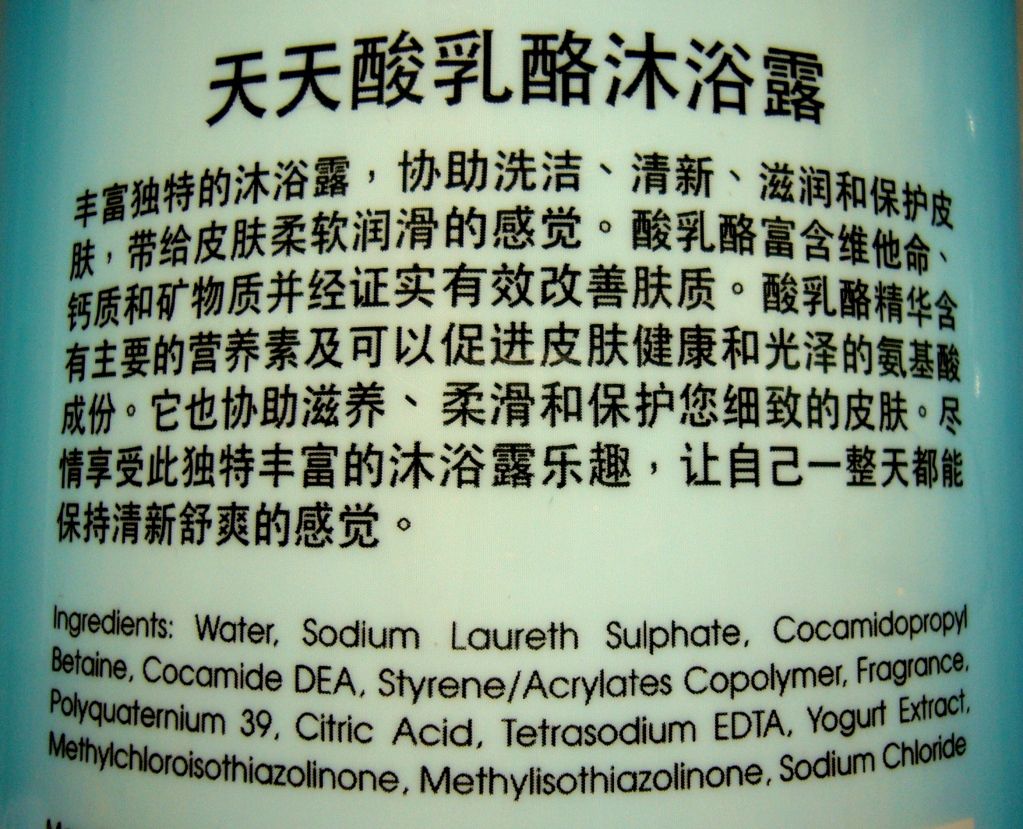 天天酸乳酪沐浴露
丰富独特的沐浴露，协助洗洁、清新、滋润和保护皮
肤，带给皮肤柔软润滑的感觉。酸乳酪富含维他命、
钙质和矿物质并经证实有效改善肤质。酸乳酪精华含
有主要的营养素及可以促进皮肤健康和光泽的氨基酸
成份。它也协助滋养、柔滑和保护您细致的皮肤。尽
情享受此独特丰富的沐浴露乐趣，让自己一整天都能
保持清新舒爽的感觉。
Ingredients: Water, Sodium Laureth Sulphate, Cocamidopropyl
Betaine, Cocamide DEA, Styrene/Acrylates Copolymer, Fragrance,
Polyquaternium 39, Citric Acid, Tetrasodium EDTA, Yogurt Extract,
Methylchloroisothiazolinone, Methylisothiazolinone, Sodium Chloride